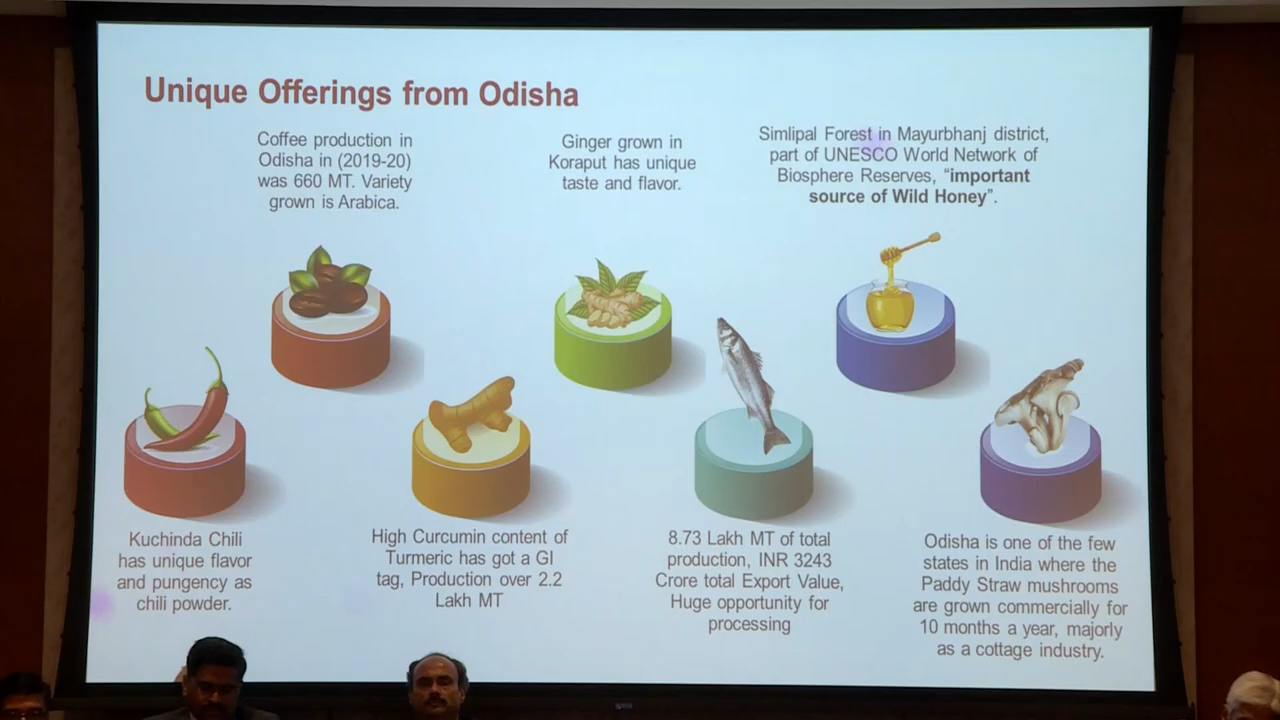 Unique Offerings from Odisha
Coffee production in
Odisha in (2019-20)
was 660 MT. Variety
grown is Arabica.
Ginger grown in
Koraput has unique
taste and flavor.
Simlipal Forest in Mayurbhanj district,
part of UNESCO World Network of
Biosphere Reserves, “important
source of Wild Honey”.
Kuchinda Chili
has unique flavor
and pungency as
chili powder.
High Curcumin content of
Turmeric has got a GI
tag, Production over 2.2
Lakh MT
8.73 Lakh MT of total
production, INR 3243
Crore total Export Value,
Huge opportunity for
processing
Odisha is one of the few
states in India where the
Paddy Straw mushrooms
are grown commercially for
10 months a year, majorly
as a cottage industry.